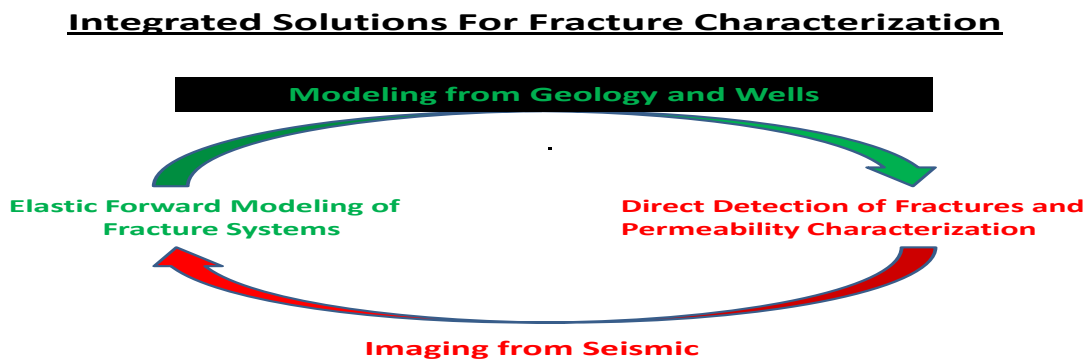 Integrated Solutions For Fracture Characterization
Modeling from Geology and Wells
Elastic Forward Modeling of
Fracture Systems
Direct Detection of Fractures and
Permeability Characterization
Imaging from Seismic